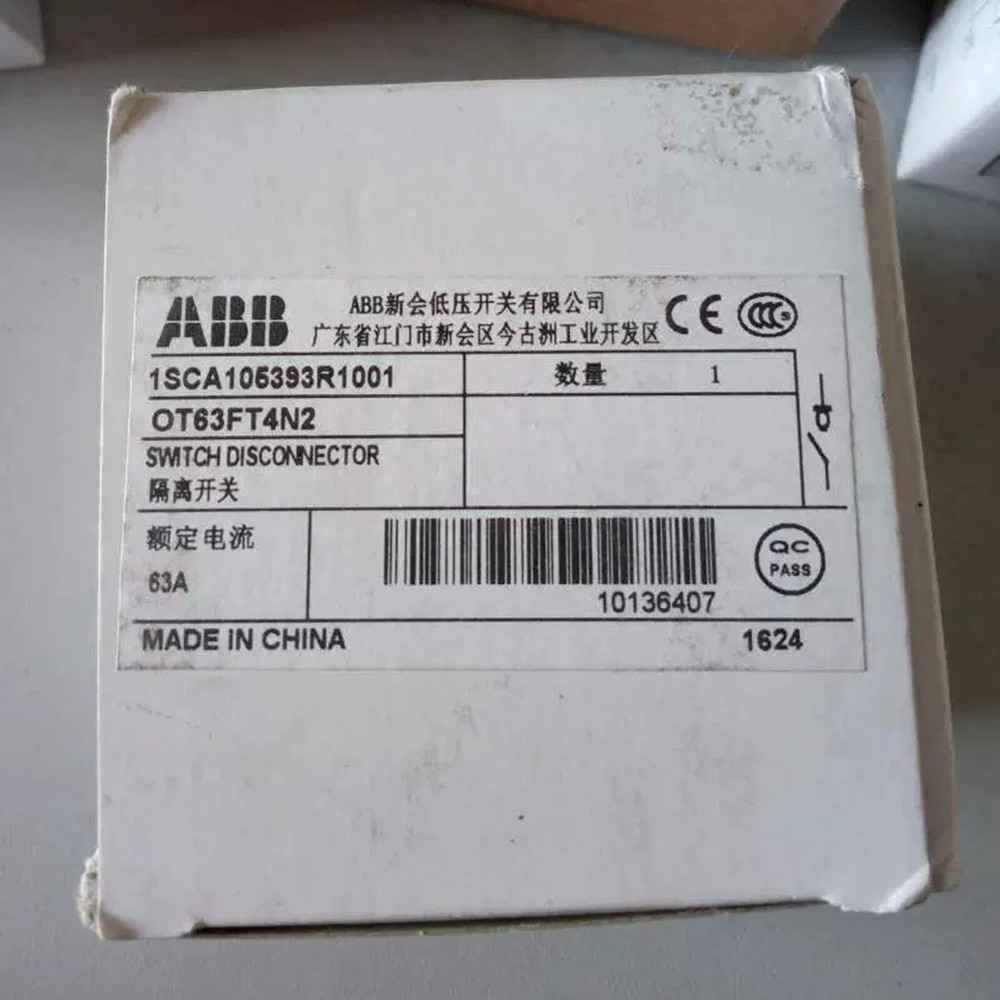 ABB
ABB新会低压开关有限公司
广东省江门市新会区今古洲工业开发区
CE
CCC S
1SCA105393R1001
数量 1
OT63FT4N2
SWITCH DISCONNECTOR
隔离开关
额定电流
63A
10136407
QC
PASS
MADE IN CHINA
1624